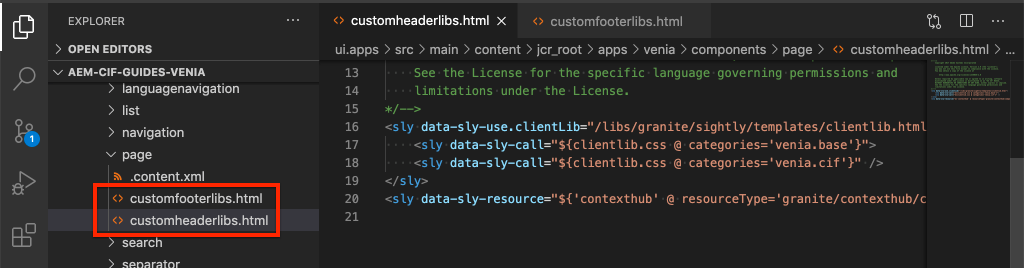 EXPLORER
OPEN EDITORS
AEM-CIF-GUIDES-VENIA
languagenavigation
list
navigation
page
.content.xml
customfooterlibs.html
customheaderlibs.html
search
separator
1
customheaderlibs.html
customfooterlibs.html
ui.apps › src › main › content › jcr_root › apps › venia › components › page › <> customheaderlibs.html › ...
13 See the License for the specific language governing permissions and
14 limitations under the License.
15 */-->
16 <sly data-sly-use.clientLib="/libs/granite/sightly/templates/clientlib.html
17 <sly data-sly-call="${clientlib.css @ categories='venia.base'}">
18 <sly data-sly-call="${clientlib.css @ categories='venia.cif'}" />
19 </sly>
20 <sly data-sly-resource="${'contexthub' @ resourceType='granite/contexthub/c
21